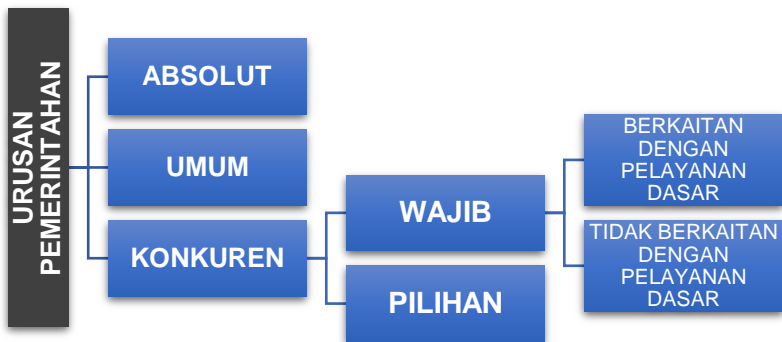 URUSAN
PEMERINTAHAN
ABSOLUT
UMUM
KONKUREN
WAJIB
PILIHAN
BERKAITAN
DENGAN
PELAYANAN
DASAR
TIDAK BERKAITAN
DENGAN
PELAYANAN
DASAR